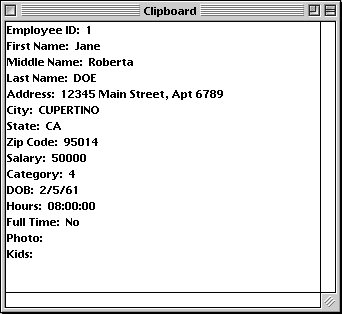 Clipboard
Employee ID: 1
First Name: Jane
Middle Name: Roberta
Last Name: DOE
Address: 12345 Main Street, Apt 6789
City: CUPERTINO
State: CA
Zip Code: 95014
Salary: 50000
Category: 4
DOB: 2/5/61
Hours: 08:00:00
Full Time: No
Photo:
Kids: